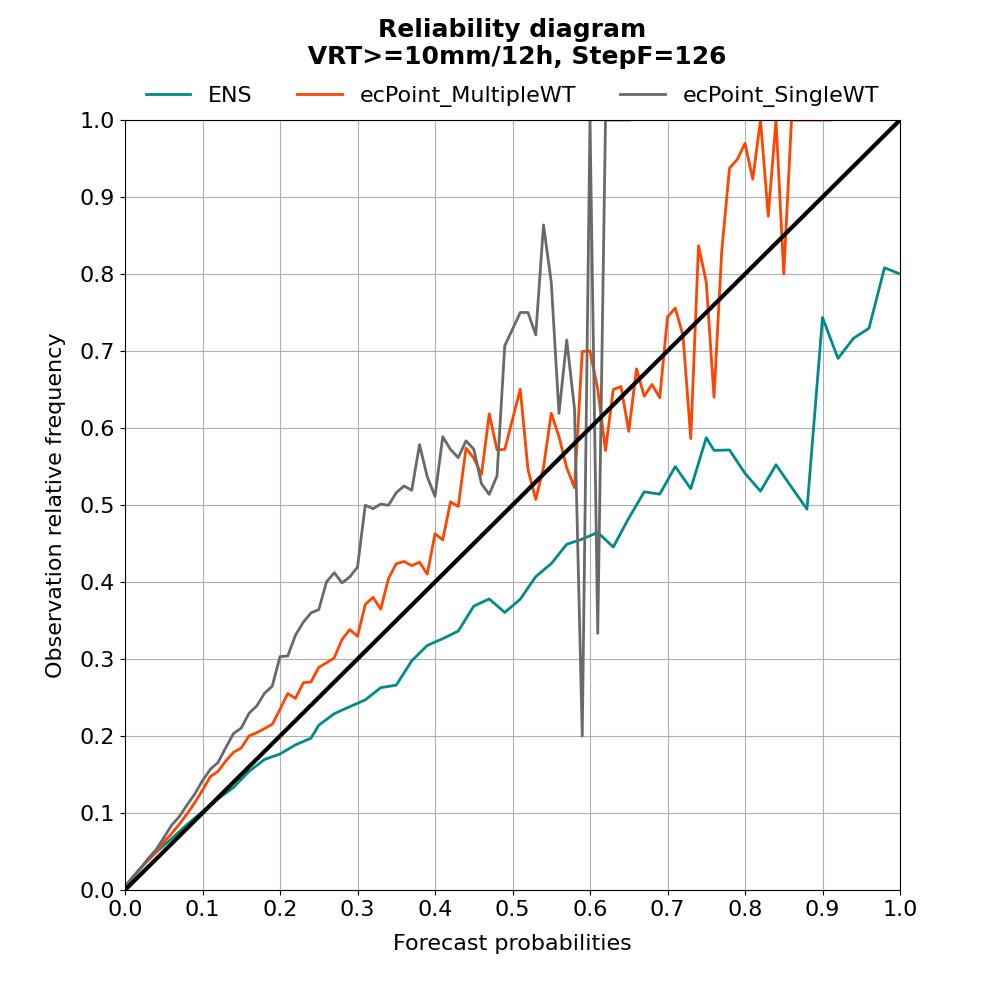 Reliability diagram
VRT>=10mm/12h, StepF=126
ENS ecPoint_MultipleWT ecPoint_SingleWT
1.0
0.9
0.8
0.7
0.6
0.5
0.4
0.3
0.2
0.1
0.0
Observation relative frequency
0.0 0.1 0.2 0.3 0.4 0.5 0.6 0.7 0.8 0.9 1.0
Forecast probabilities